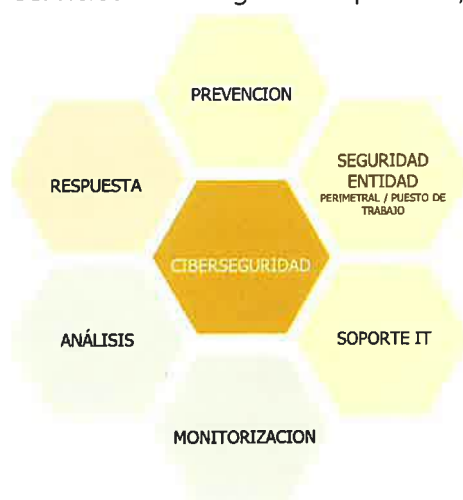 PREVENCION
SEGURIDAD
ENTIDAD
PERIMETRAL / PUESTO DE
TRABAJO
RESPUESTA
CIBERSEGURIDAD
ANÁLISIS
SOPORTE IT
MONITORIZACION